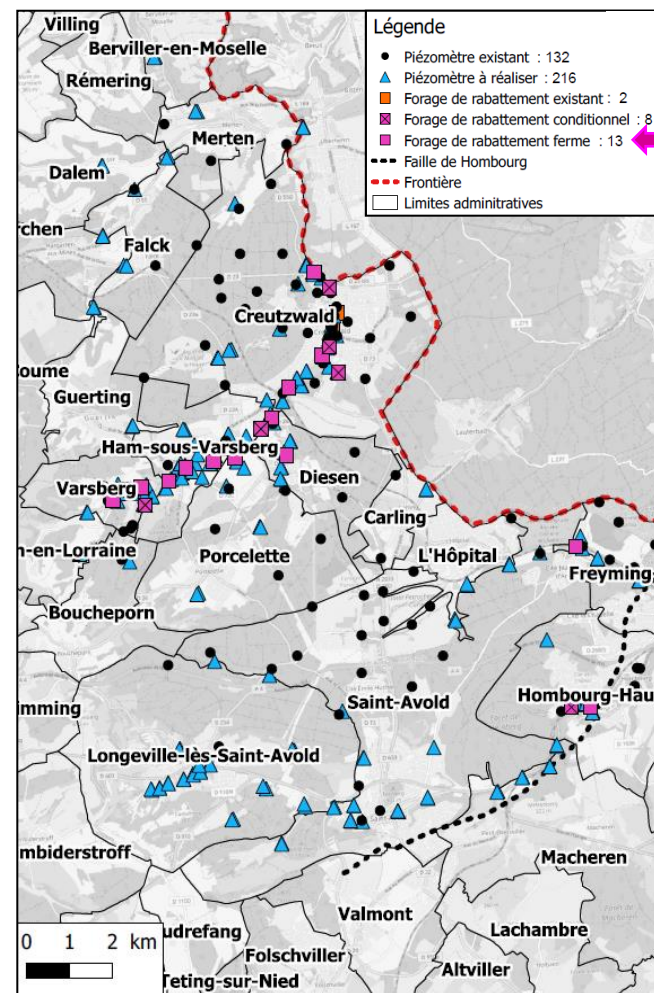 Légende
Piézomètre existant : 132
Piézomètre à réaliser : 216
Forage de rabattement existant : 2
Forage de rabattement conditionnel : 8
Forage de rabattement ferme : 13
Faille de Hombourg
Frontière
Limites adminitratives
Villing
Berviller-en-Moselle
Rémering
Merten
Dalem
rchen
Falck
Creutzwald
oume
Guerting
Ham-sous-Varsberg
Diesen
Varsberg
Carling
n-en-Lorraine
Porcelette
L'Hôpital
Freyming
Boucheporn
imming
Saint-Avold
Hombourg-Hau
Longeville-lès-Saint-Avold
mbiderstroff
Macheren
Valmont
udrefang
Lachambre
Folschviller
Altviller
Teting-sur-Nied
0 1 2 km